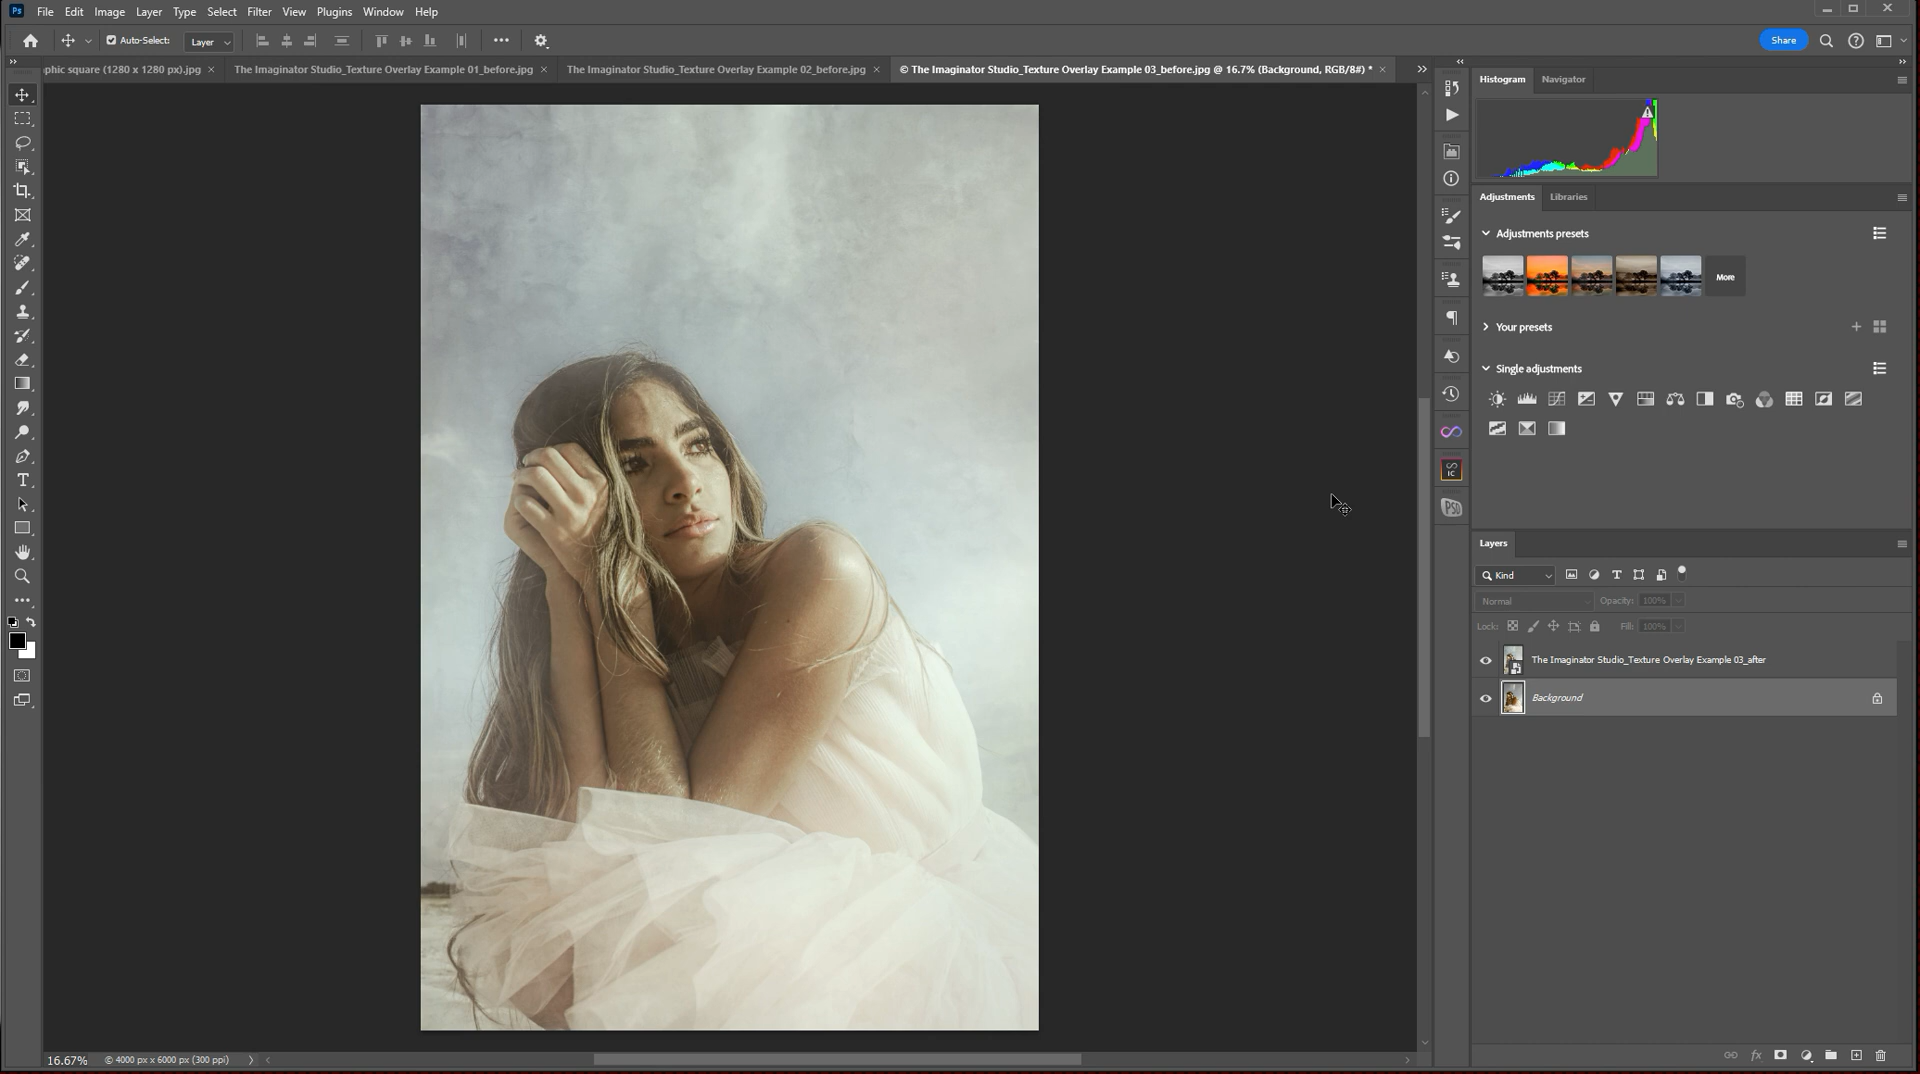 Ps File Edit Image Layer Type Select Filter View Plugins Window Help
Auto-Select: Layer Share
phic square (1280 x 1280 px).jpg × The Imaginator Studio_Texture Overlay Example 01_before.jpg × The Imaginator Studio_Texture Overlay Example 02_before.jpg × © The Imaginator Studio_Texture Overlay Example 03_before.jpg @ 16.7% (Background, RGB/8#) * ×
Histogram Navigator
Adjustments Libraries
Adjustments presets
More
Your presets
Single adjustments
IC
PSD
Layers
Kind
Normal Opacity: 100%
Lock: Fill: 100%
The Imaginator Studio_Texture Overlay Example 03_after
Background
fx
16.67% © 4000 px x 6000 px (300 ppi)